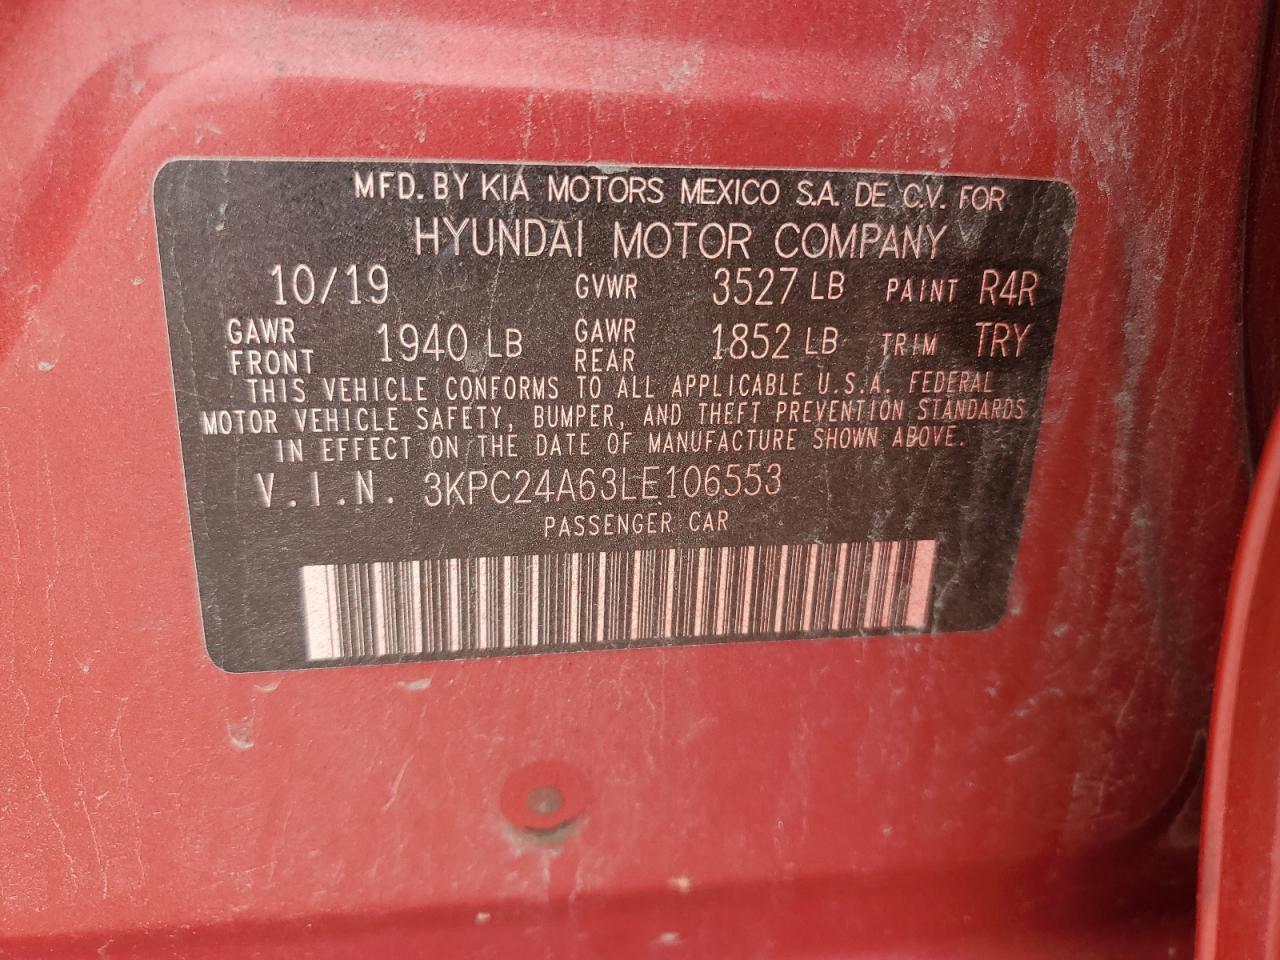 MFD. BY KIA MOTORS MEXICO S.A. DE C.V. FOR
HYUNDAI MOTOR COMPANY
10/19 GVWR 3527 LB PAINT R4R
GAWR FRONT 1940 LB GAWR REAR 1852 LB TRIM TRY
THIS VEHICLE CONFORMS TO ALL APPLICABLE U.S.A. FEDERAL
MOTOR VEHICLE SAFETY, BUMPER, AND THEFT PREVENTION STANDARDS
IN EFFECT ON THE DATE OF MANUFACTURE SHOWN ABOVE.
V.I.N. 3KPC24A63LE106553
PASSENGER CAR